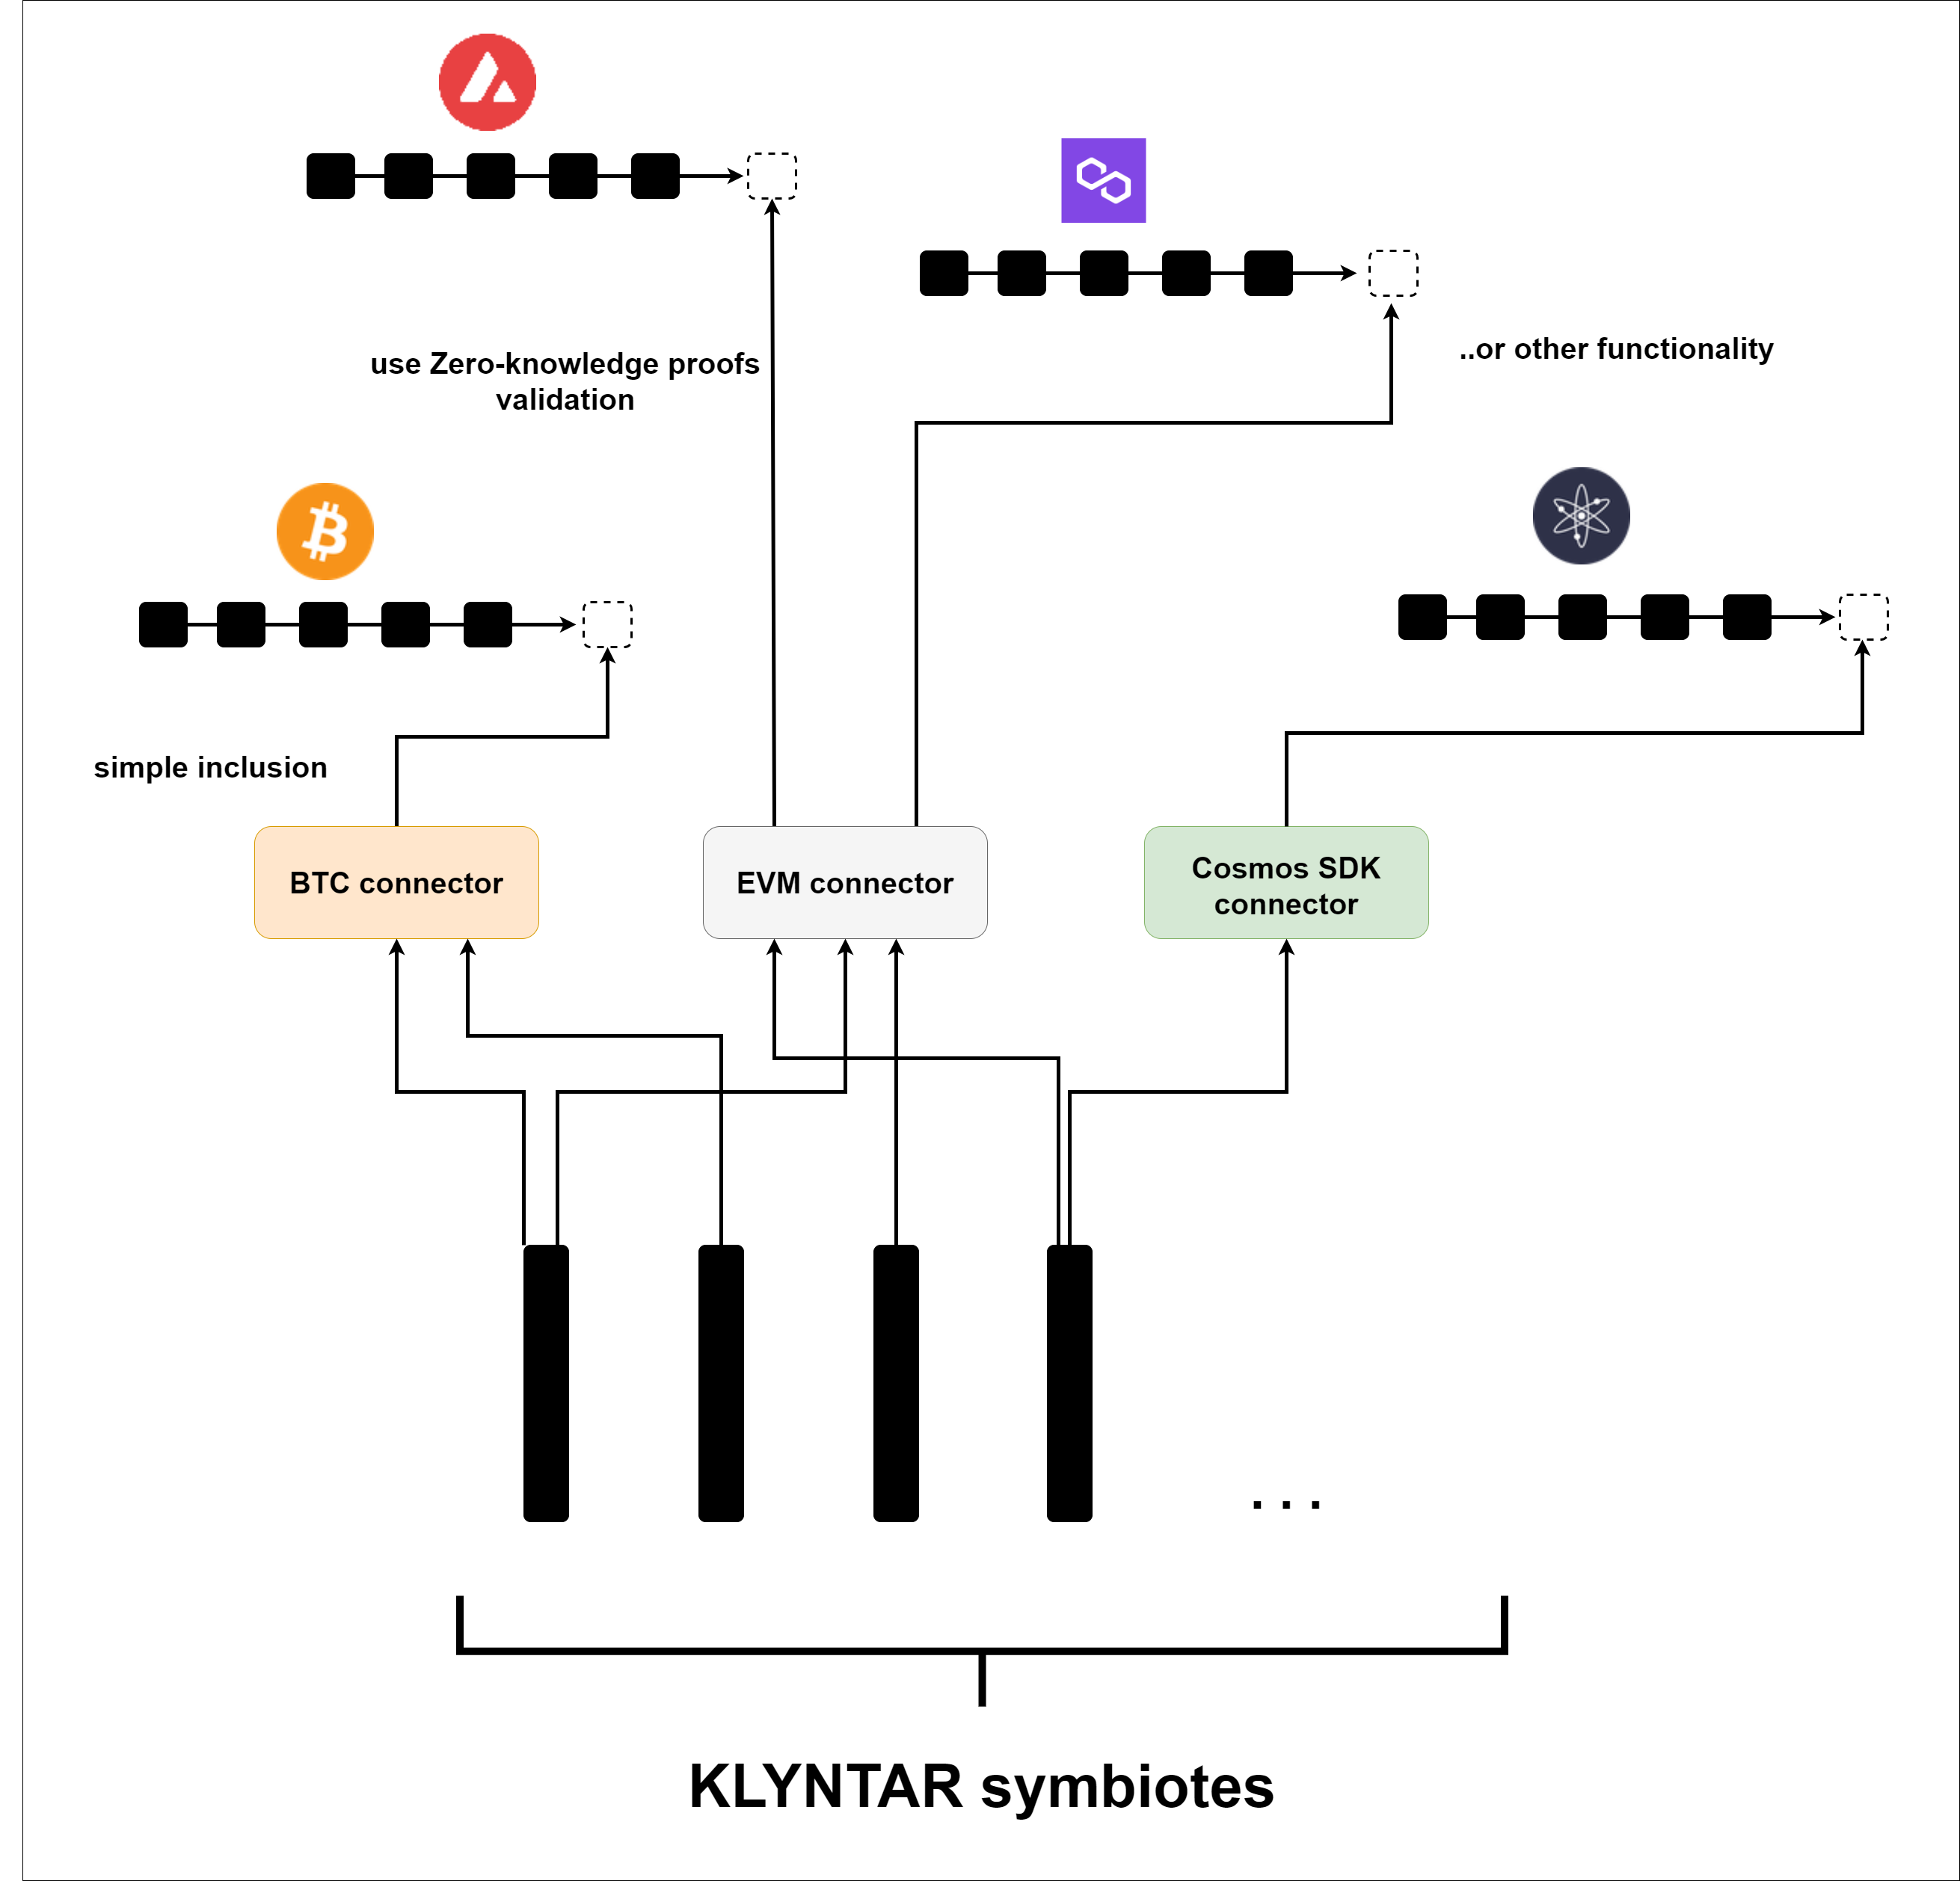 use Zero-knowledge proofs
validation
..or other functionality
simple inclusion
BTC connector
EVM connector
Cosmos SDK
connector
. . .
KLYNTAR symbiotes